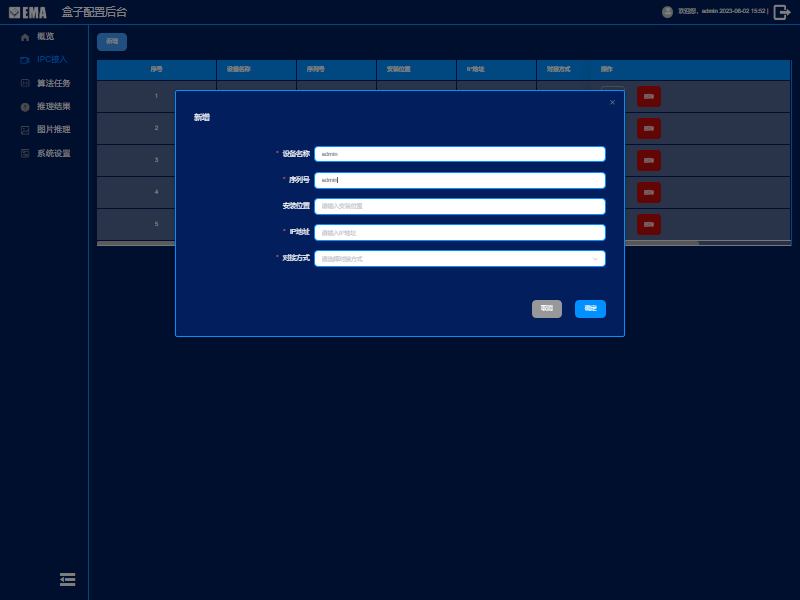 EMA 盒子配置后台
欢迎您，admin 2023-08-02 15:52 |
概览
IPC接入
算法任务
推理结果
图片推理
系统设置
新增
序号 设备名称 序列号 安装位置 IP地址 对接方式 操作
1
2
3
4
5
新增
* 设备名称 admin
* 序列号 admin
安装位置 请输入安装位置
* IP地址 请输入IP地址
* 对接方式 请选择对接方式
取消 确定